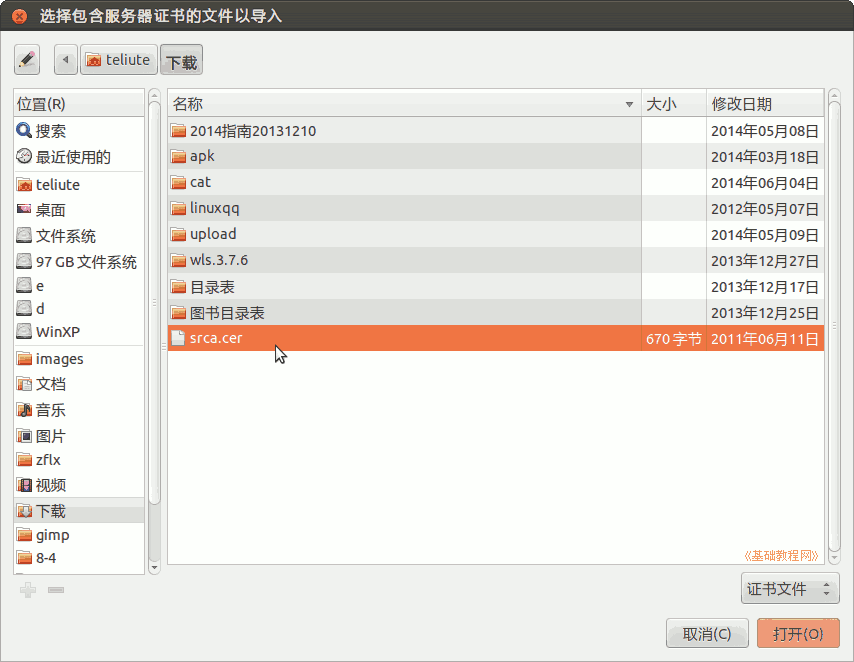 选择包含服务器证书的文件以导入
teliute 下载
位置(R)
搜索
最近使用的
teliute
桌面
文件系统
97 GB 文件系统
e
d
WinXP
images
文档
音乐
图片
zflx
视频
下载
gimp
8-4
名称 大小 修改日期
2014指南20131210 2014年05月08日
apk 2014年03月18日
cat 2014年06月04日
linuxqq 2012年05月07日
upload 2014年05月09日
wls.3.7.6 2013年12月27日
目录表 2013年12月17日
图书目录表 2013年12月25日
srca.cer 670 字节 2011年06月11日
《基础教程网》
证书文件
取消(C) 打开(O)